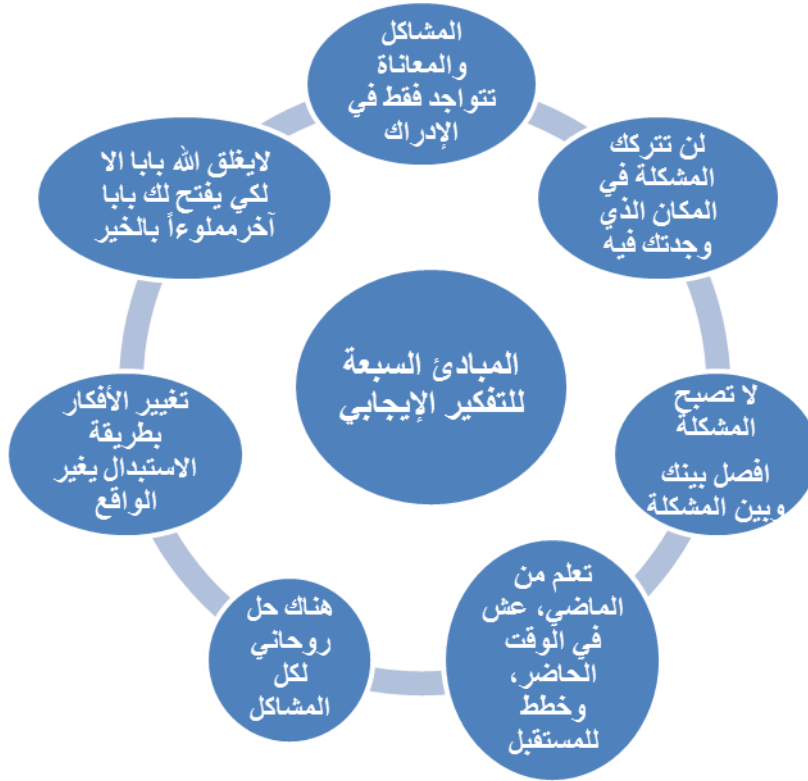 المشاكل
والمعاناة
تتواجد فقط في
الإدراك
لن تتركك
المشكلة في
المكان الذي
وجدتك فيه
لا تصبح
المشكلة
افصل بينك
وبين المشكلة
تعلم من
الماضي، عش
في الوقت
الحاضر،
وخطط
للمستقبل
هناك حل
روحاني
لكل
المشاكل
تغيير الأفكار
بطريقة
الاستبدال يغير
الواقع
لايغلق الله بابا الا
لكي يفتح لك بابا
آخرمملوءاً بالخير
المبادئ السبعة
للتفكير الإيجابي